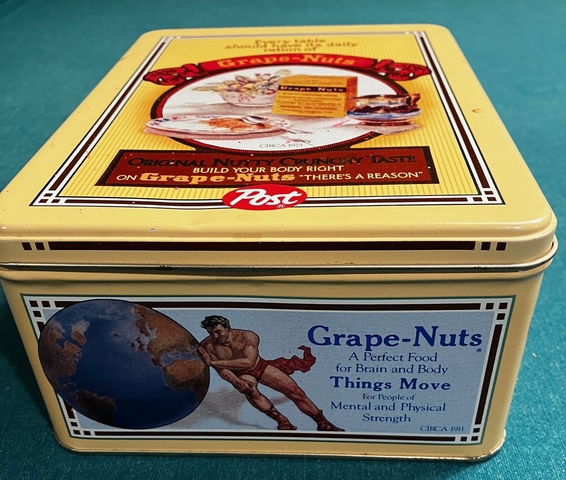 Every table
should have its daily
ration of
Grape-Nuts
Grape-Nuts
CIRCA 1923
ORIGINAL NUTTY CRUNCHY TASTE
BUILD YOUR BODY RIGHT
ON Grape-Nuts "THERE'S A REASON"
Post®
Grape-Nuts®
A Perfect Food
for Brain and Body
Things Move
For People of
Mental and Physical
Strength
CIRCA 1911